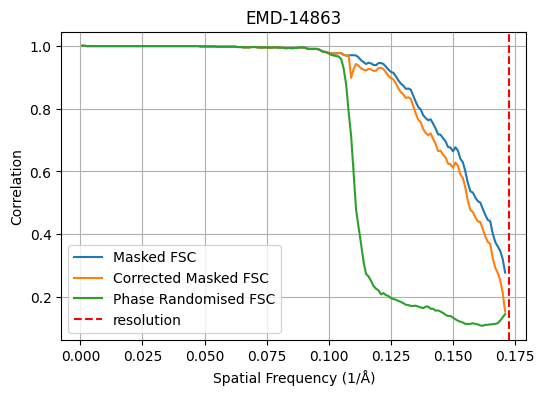 EMD-14863
Correlation
1.0
0.8
0.6
0.4
0.2
Masked FSC
Corrected Masked FSC
Phase Randomised FSC
resolution
0.000 0.025 0.050 0.075 0.100 0.125 0.150 0.175
Spatial Frequency (1/Å)